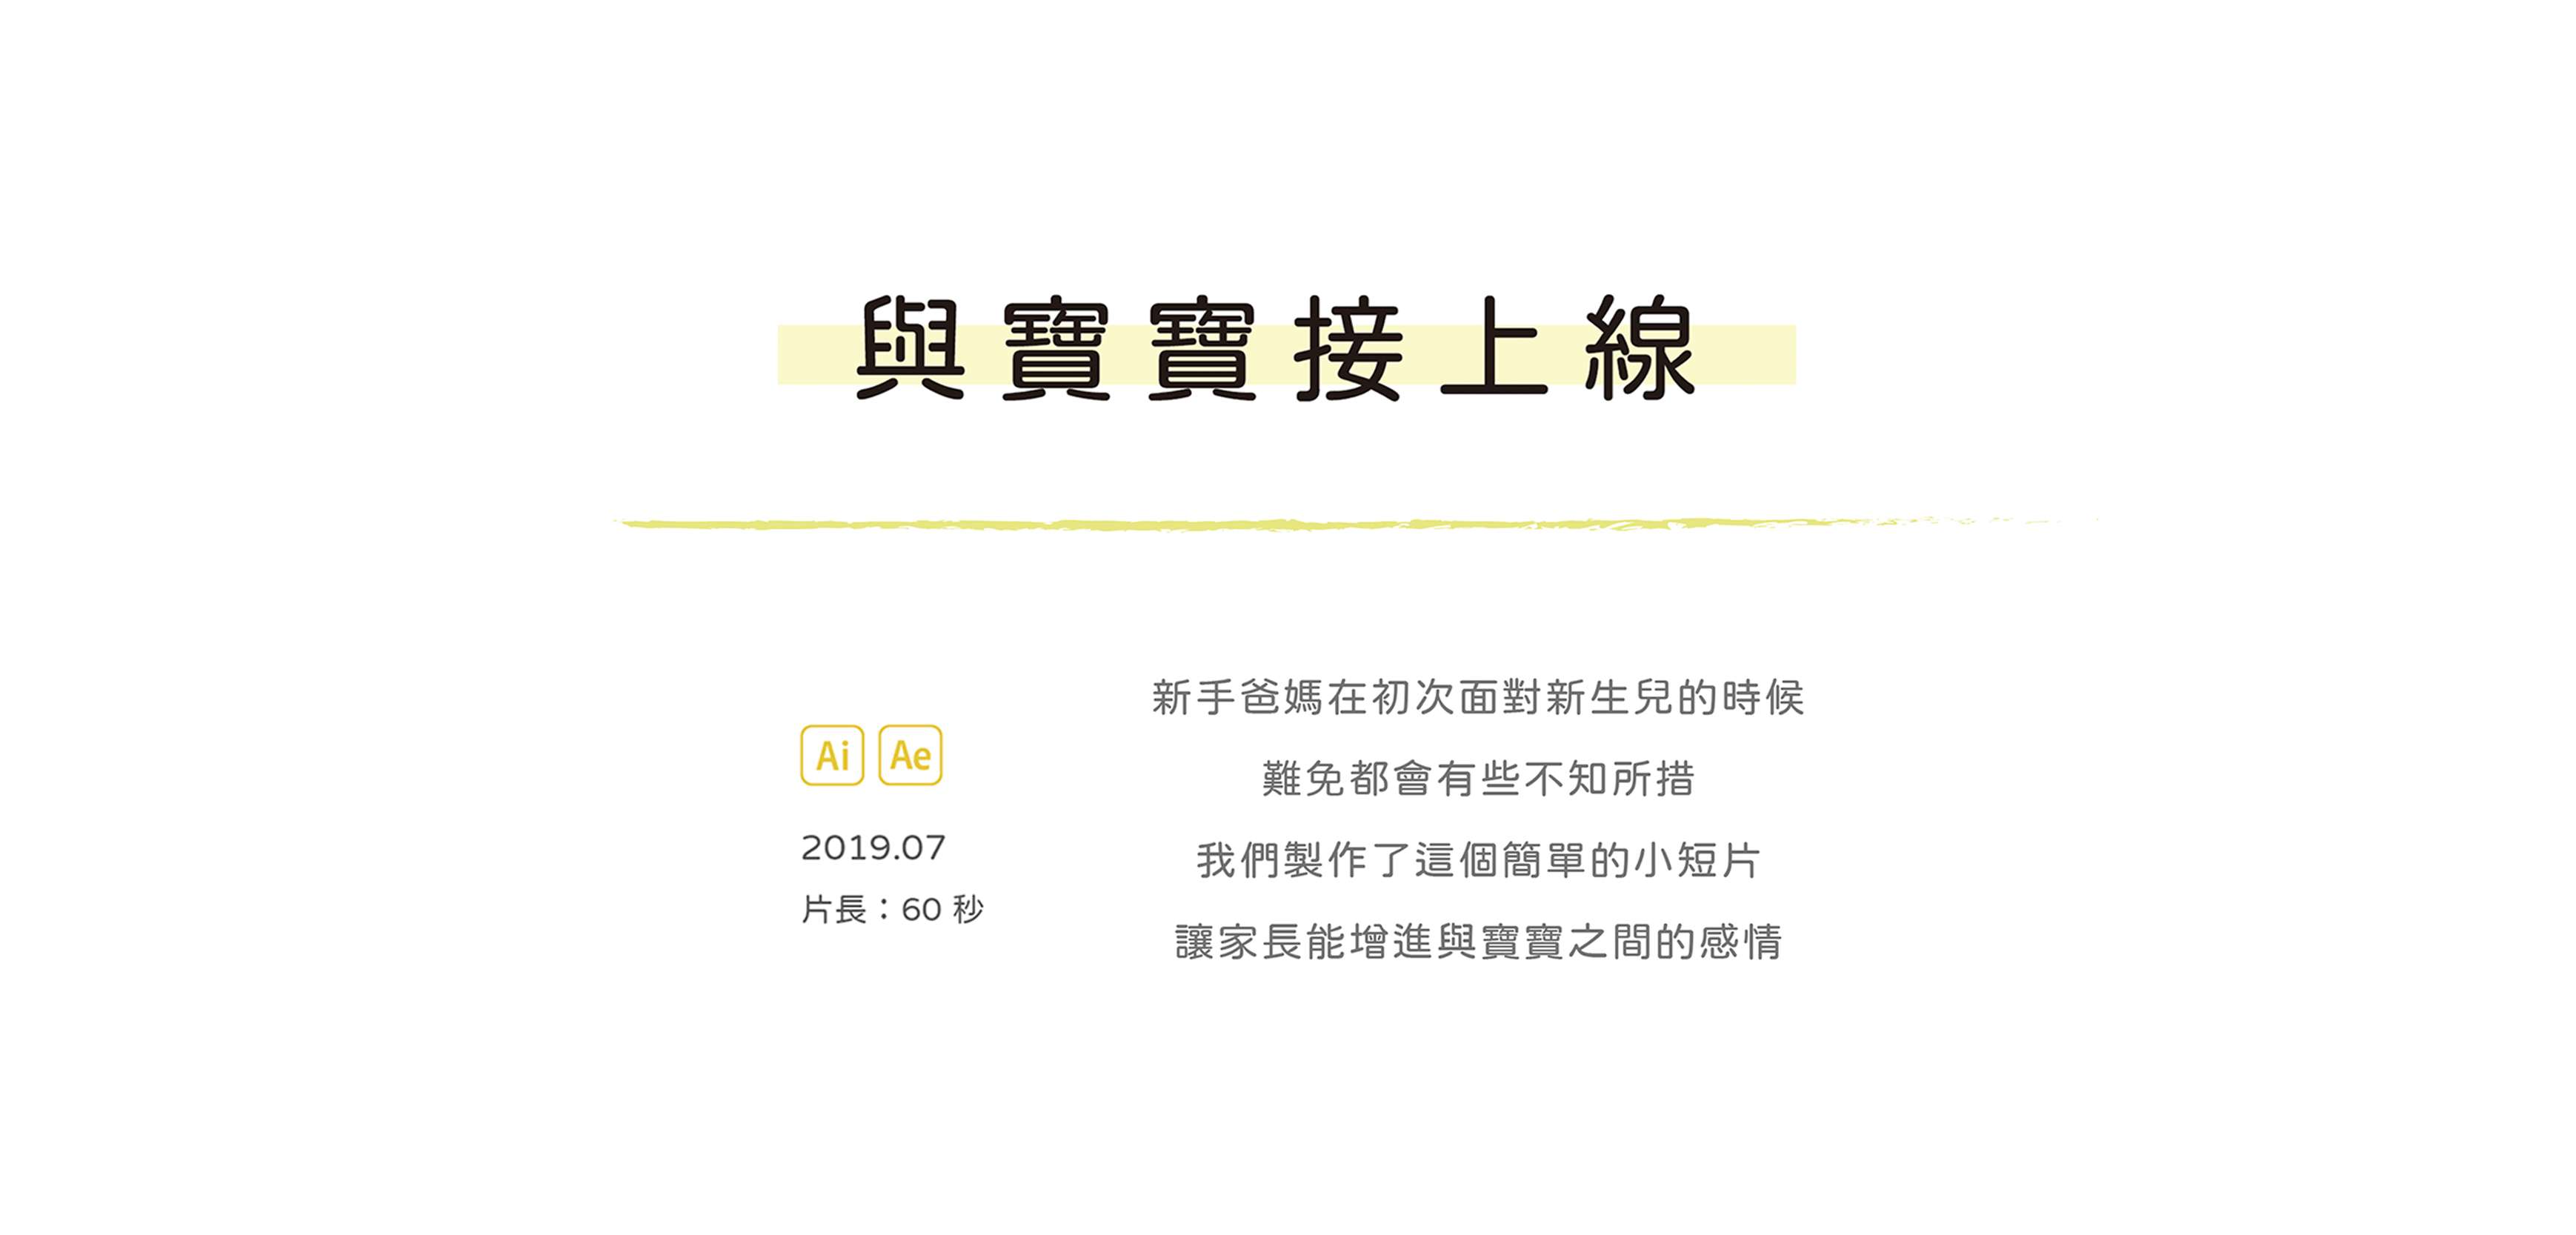 與寶寶接上線
Ai Ae
2019.07
片長：60 秒
新手爸媽在初次面對新生兒的時候
難免都會有些不知所措
我們製作了這個簡單的小短片
讓家長能增進與寶寶之間的感情